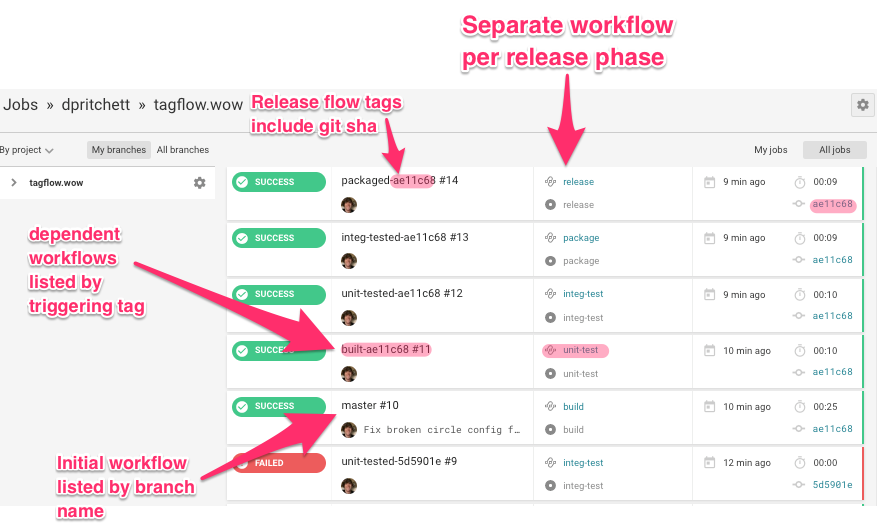 Separate workflow
per release phase
Jobs » dpritchett » tagflow.wow
Release flow tags
include git sha
By project
My branches
All branches
My jobs
All jobs
tagflow.wow
SUCCESS
packaged-ae11c68 #14
release
9 min ago
00:09
release
ae11c68
SUCCESS
integ-tested-ae11c68 #13
package
9 min ago
00:09
package
ae11c68
dependent
workflows
listed by
triggering tag
SUCCESS
unit-tested-ae11c68 #12
integ-test
9 min ago
00:10
integ-test
ae11c68
SUCCESS
built-ae11c68 #11
unit-test
10 min ago
00:10
unit-test
ae11c68
SUCCESS
master #10
build
10 min ago
00:25
Fix broken circle config f…
build
ae11c68
Initial workflow
listed by branch
name
FAILED
unit-tested-5d5901e #9
integ-test
12 min ago
00:00
integ-test
5d5901e